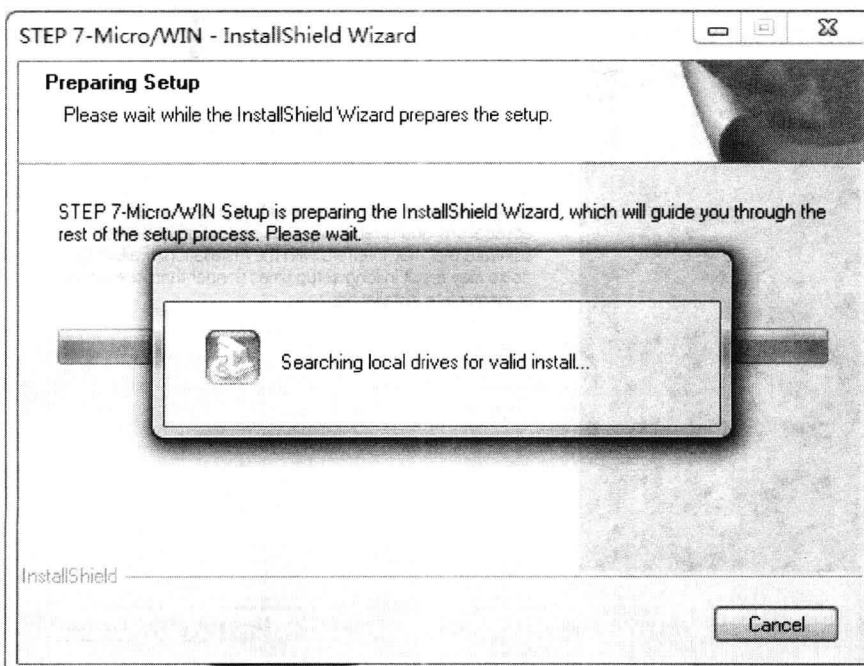 STEP 7-Micro/WIN - InstallShield Wizard
Preparing Setup
Please wait while the InstallShield Wizard prepares the setup.
STEP 7-Micro/WIN Setup is preparing the InstallShield Wizard, which will guide you through the
rest of the setup process. Please wait.
Searching local drives for valid install...
InstallShield
Cancel